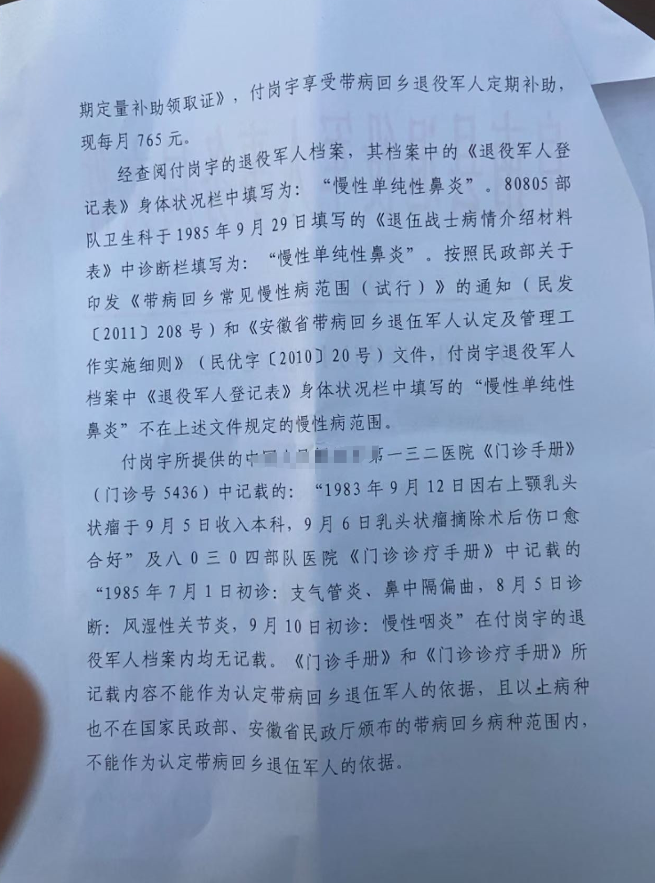 期定量补助领取证》，付岗宇享受带病回乡退役军人定期补助，
现每月 765 元。
经查阅付岗宇的退役军人档案，其档案中的《退役军人登
记表》身体状况栏中填写为：“慢性单纯性鼻炎”。80805 部
队卫生科于 1985 年 9 月 29 日填写的《退伍战士病情介绍材料
表》中诊断栏填写为：“慢性单纯性鼻炎”。按照民政部关于
印发《带病回乡常见慢性病范围（试行）》的通知（民发
〔2011〕208 号）和《安徽省带病回乡退伍军人认定及管理工
作实施细则》（民优字〔2010〕20 号）文件，付岗宇退役军人
档案中《退役军人登记表》身体状况栏中填写的“慢性单纯性
鼻炎”不在上述文件规定的慢性病范围。
付岗宇所提供的第一三二医院《门诊手册》
（门诊号 5436）中记载的：“1983 年 9 月 12 日因右上颚乳头
状瘤于 9 月 5 日收入本科，9 月 6 日乳头状瘤摘除术后伤口愈
合好”及八０三０四部队医院《门诊诊疗手册》中记载的
“1985 年 7 月 1 日初诊：支气管炎、鼻中隔偏曲，8 月 5 日诊
断：风湿性关节炎，9 月 10 日初诊：慢性咽炎”在付岗宇的退
役军人档案内均无记载。《门诊手册》和《门诊诊疗手册》所
记载内容不能作为认定带病回乡退伍军人的依据，且以上病种
也不在国家民政部、安徽省民政厅颁布的带病回乡病种范围内，
不能作为认定带病回乡退伍军人的依据。